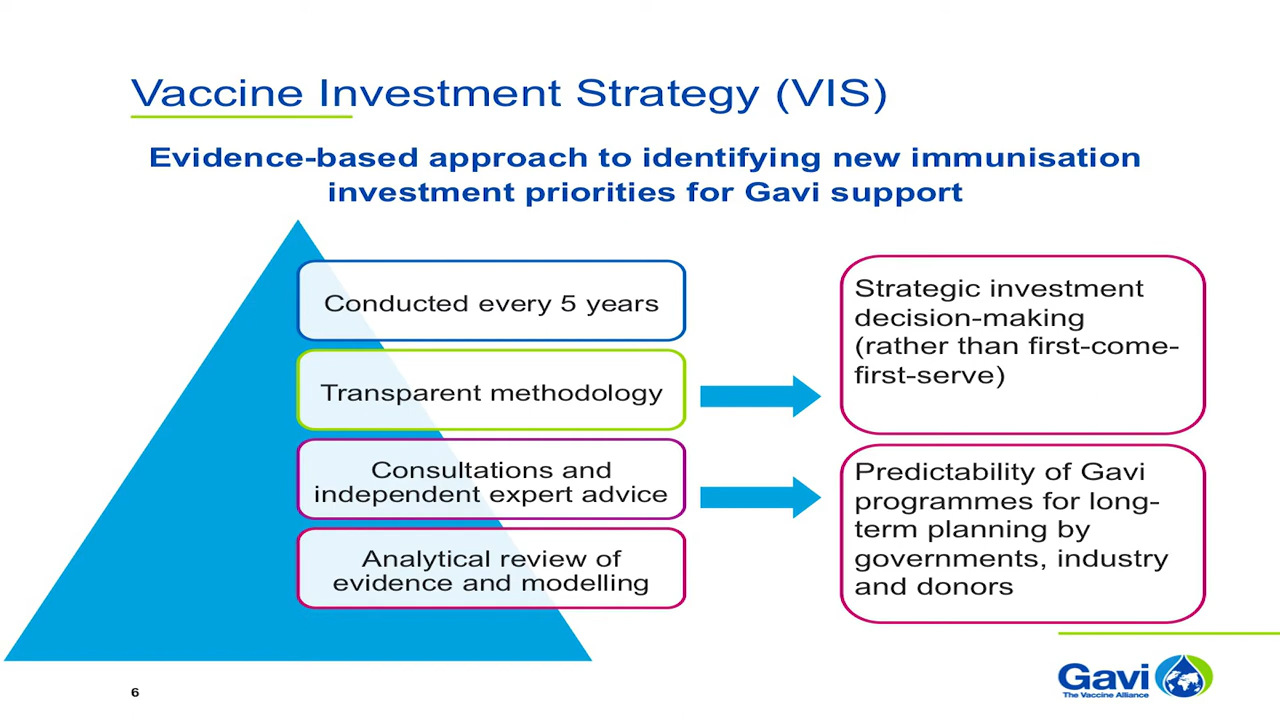 Vaccine Investment Strategy (VIS)
Evidence-based approach to identifying new immunisation
investment priorities for Gavi support
Conducted every 5 years
Transparent methodology
Consultations and
independent expert advice
Analytical review of
evidence and modelling
Strategic investment
decision-making
(rather than first-come-
first-serve)
Predictability of Gavi
programmes for long-
term planning by
governments, industry
and donors
6
Gavi
The Vaccine Alliance